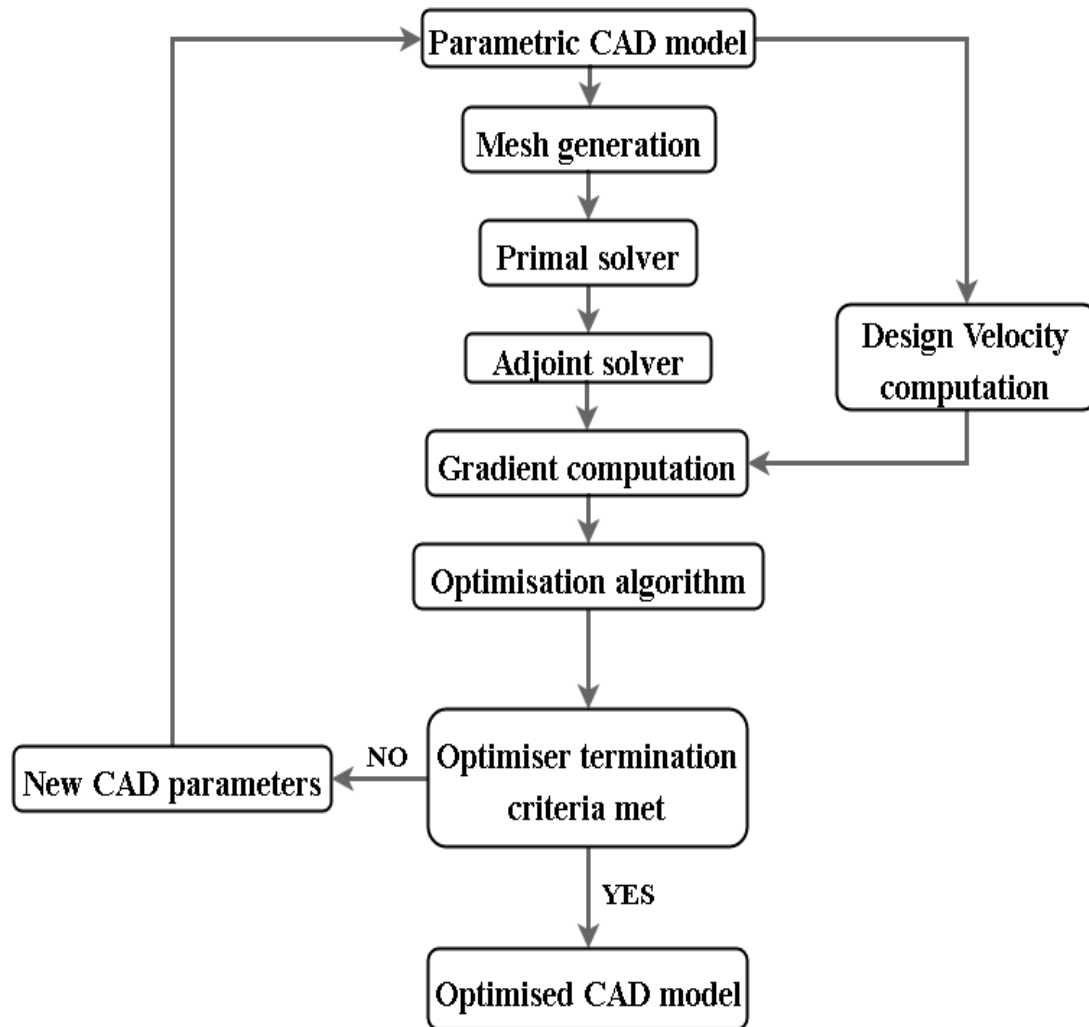 Parametric CAD model
Mesh generation
Primal solver
Adjoint solver
Design Velocity
computation
Gradient computation
Optimisation algorithm
Optimiser termination
criteria met
NO
New CAD parameters
YES
Optimised CAD model